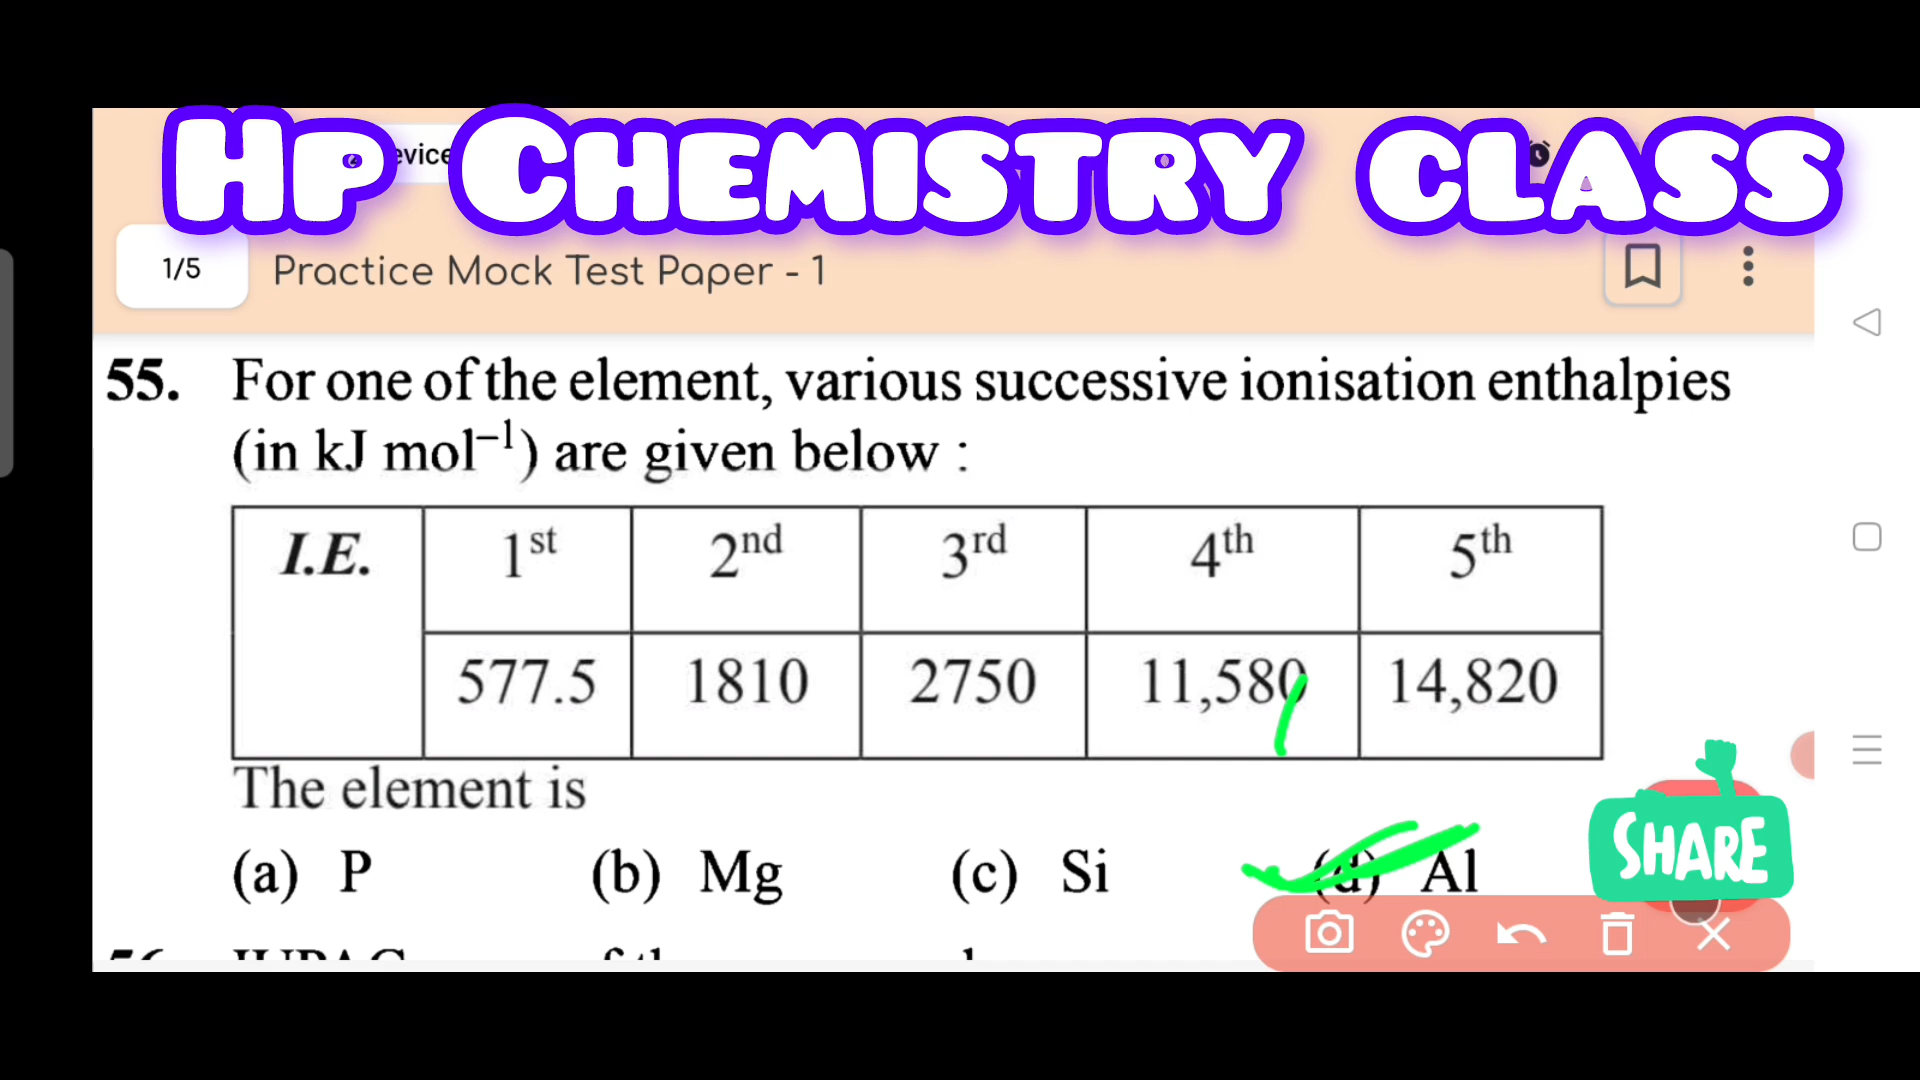 Hp Chemistry class
evice
1/5 Practice Mock Test Paper - 1
55. For one of the element, various successive ionisation enthalpies
(in kJ mol⁻¹) are given below :
I.E. 1ˢᵗ 2ⁿᵈ 3ʳᵈ 4ᵗʰ 5ᵗʰ
577.5 1810 2750 11,580 14,820
The element is
(a) P (b) Mg (c) Si (d) Al
SHARE